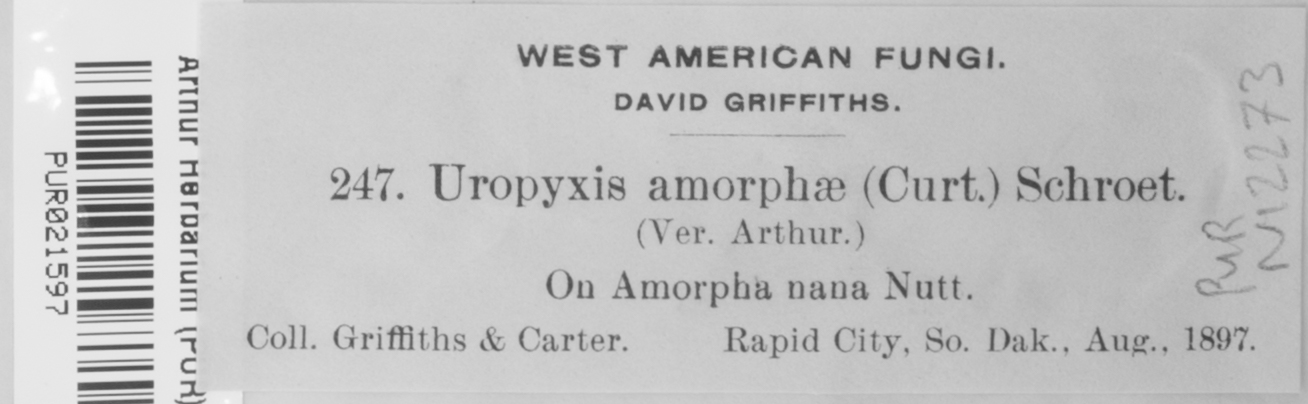 WEST AMERICAN FUNGI.
DAVID GRIFFITHS.
247. Uropyxis amorphæ (Curt.) Schroet.
(Ver. Arthur.)
On Amorpha nana Nutt.
Coll. Griffiths & Carter. Rapid City, So. Dak., Aug., 1897.
PUR N12273
PUR021597
Arthur Herbarium (PUR)